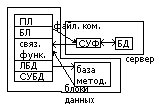 ПЛ
БЛ
связ.
функ.
ЛБД
СУБД
файл. ком.
СУФ
БД
сервер
база
метод.
блоки
данных